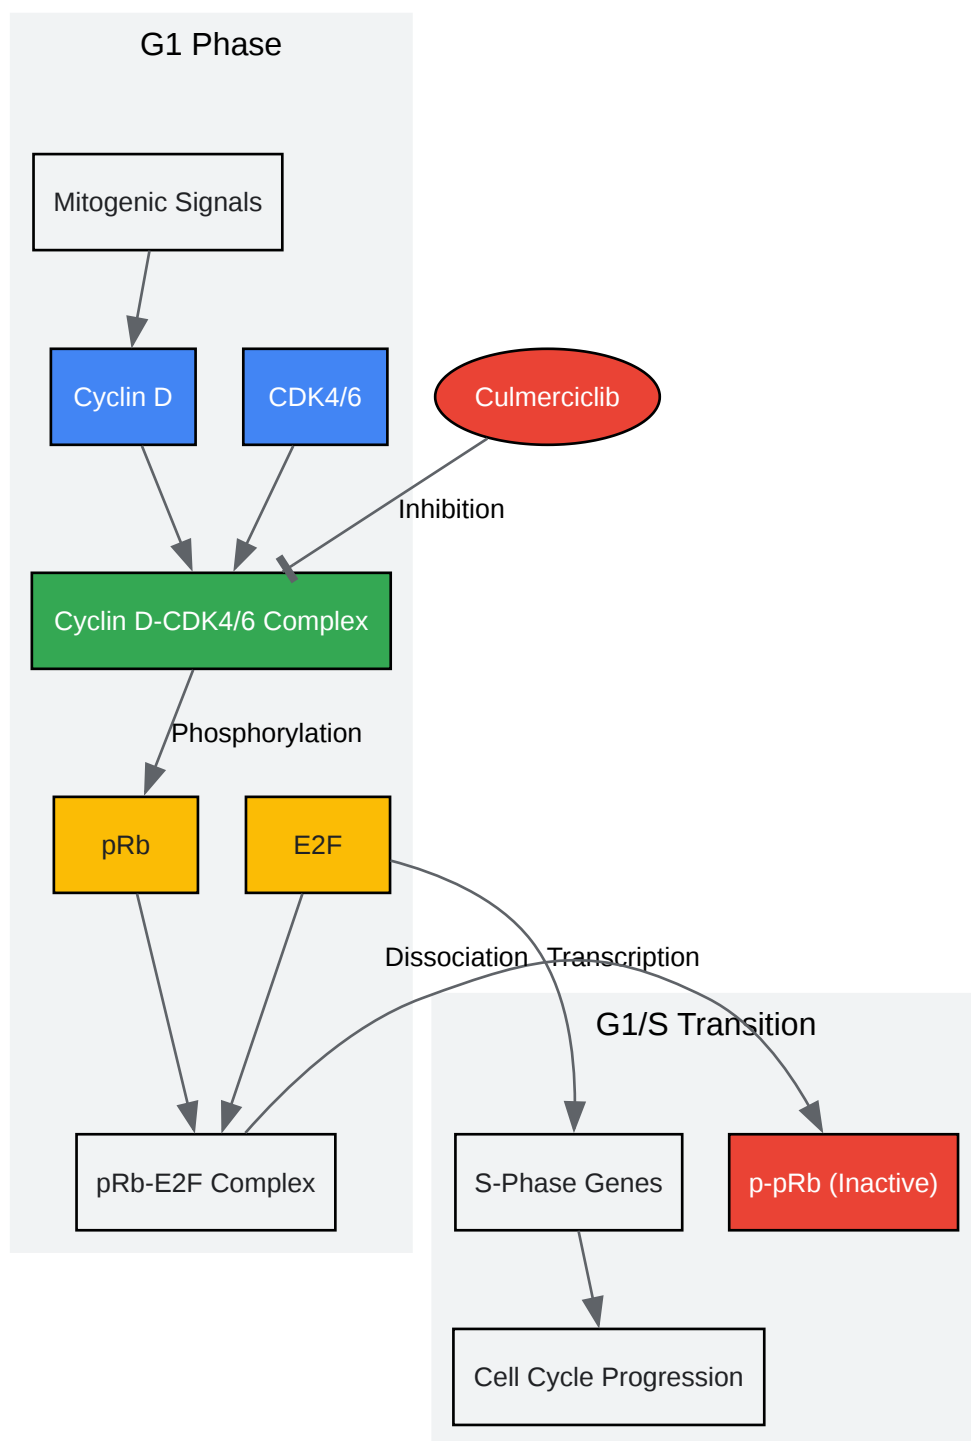 G1 Phase
Mitogenic Signals
Cyclin D
CDK4/6
Culmerciclib
Inhibition
Cyclin D-CDK4/6 Complex
Phosphorylation
pRb
E2F
Dissociation
Transcription
G1/S Transition
pRb-E2F Complex
S-Phase Genes
p-pRb (Inactive)
Cell Cycle Progression